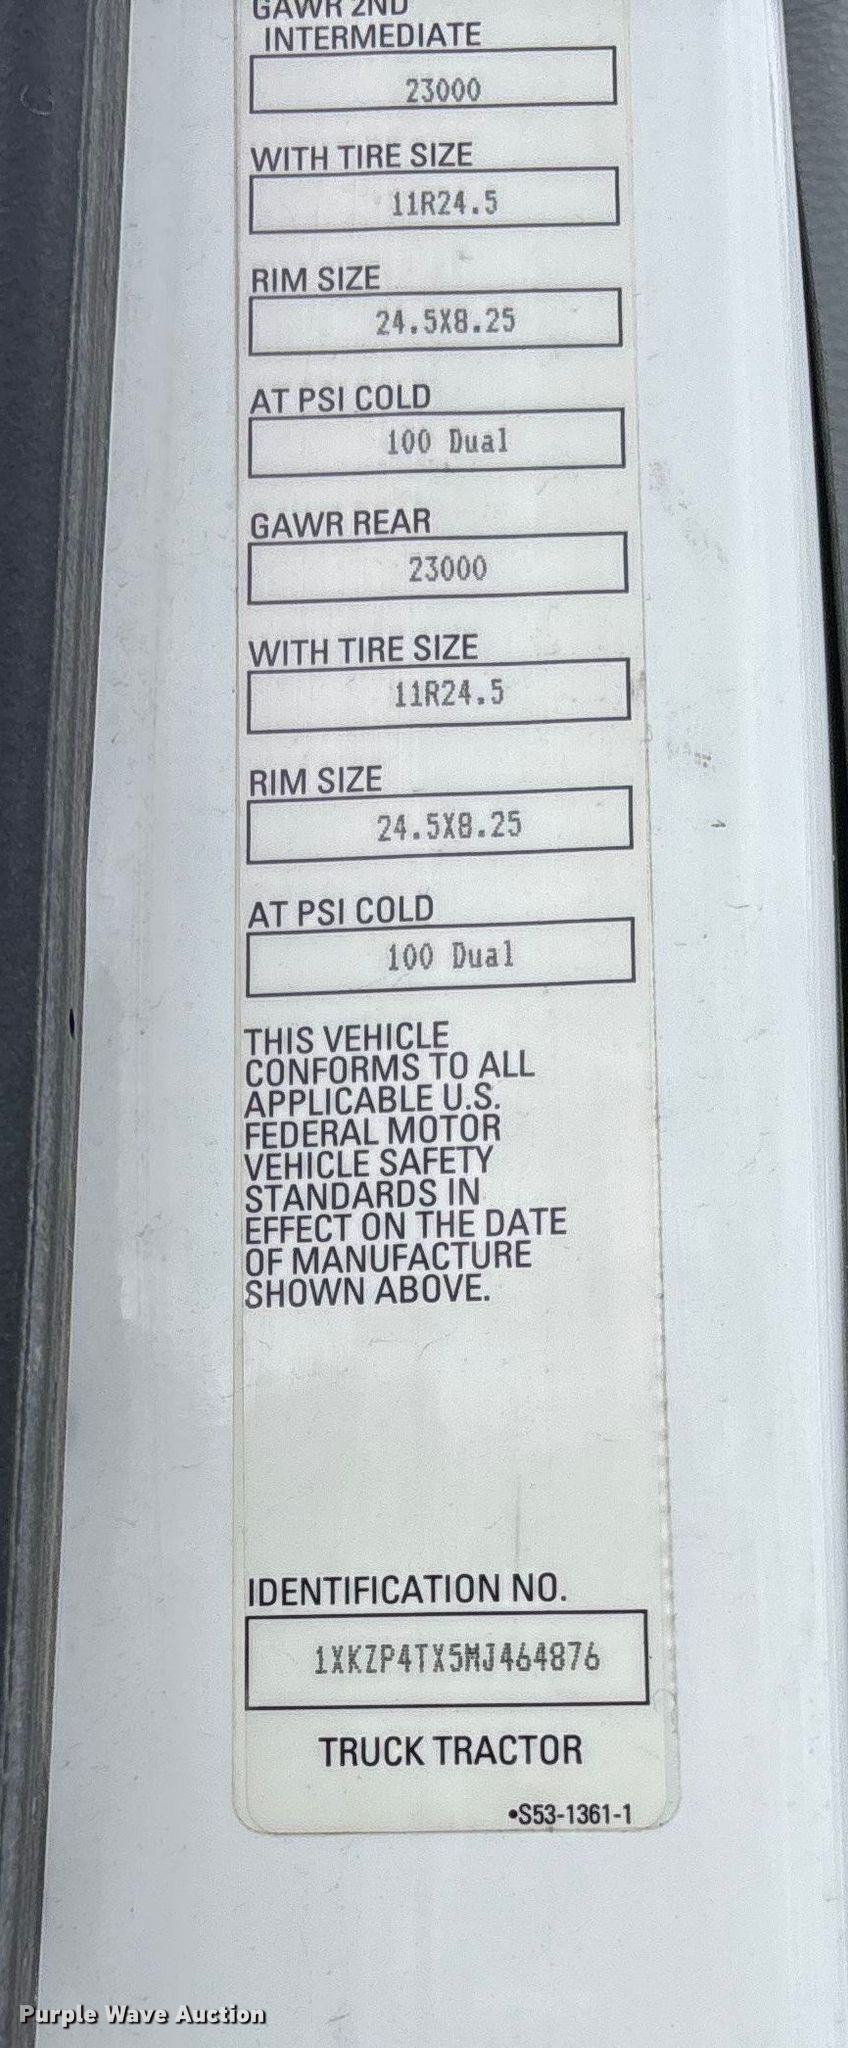 GAWR 2ND
INTERMEDIATE
23000
WITH TIRE SIZE
11R24.5
RIM SIZE
24.5X8.25
AT PSI COLD
100 Dual
GAWR REAR
23000
WITH TIRE SIZE
11R24.5
RIM SIZE
24.5X8.25
AT PSI COLD
100 Dual
THIS VEHICLE
CONFORMS TO ALL
APPLICABLE U.S.
FEDERAL MOTOR
VEHICLE SAFETY
STANDARDS IN
EFFECT ON THE DATE
OF MANUFACTURE
SHOWN ABOVE.
IDENTIFICATION NO.
1XKZP4TX5MJ464876
TRUCK TRACTOR
•S53-1361-1
Purple Wave Auction